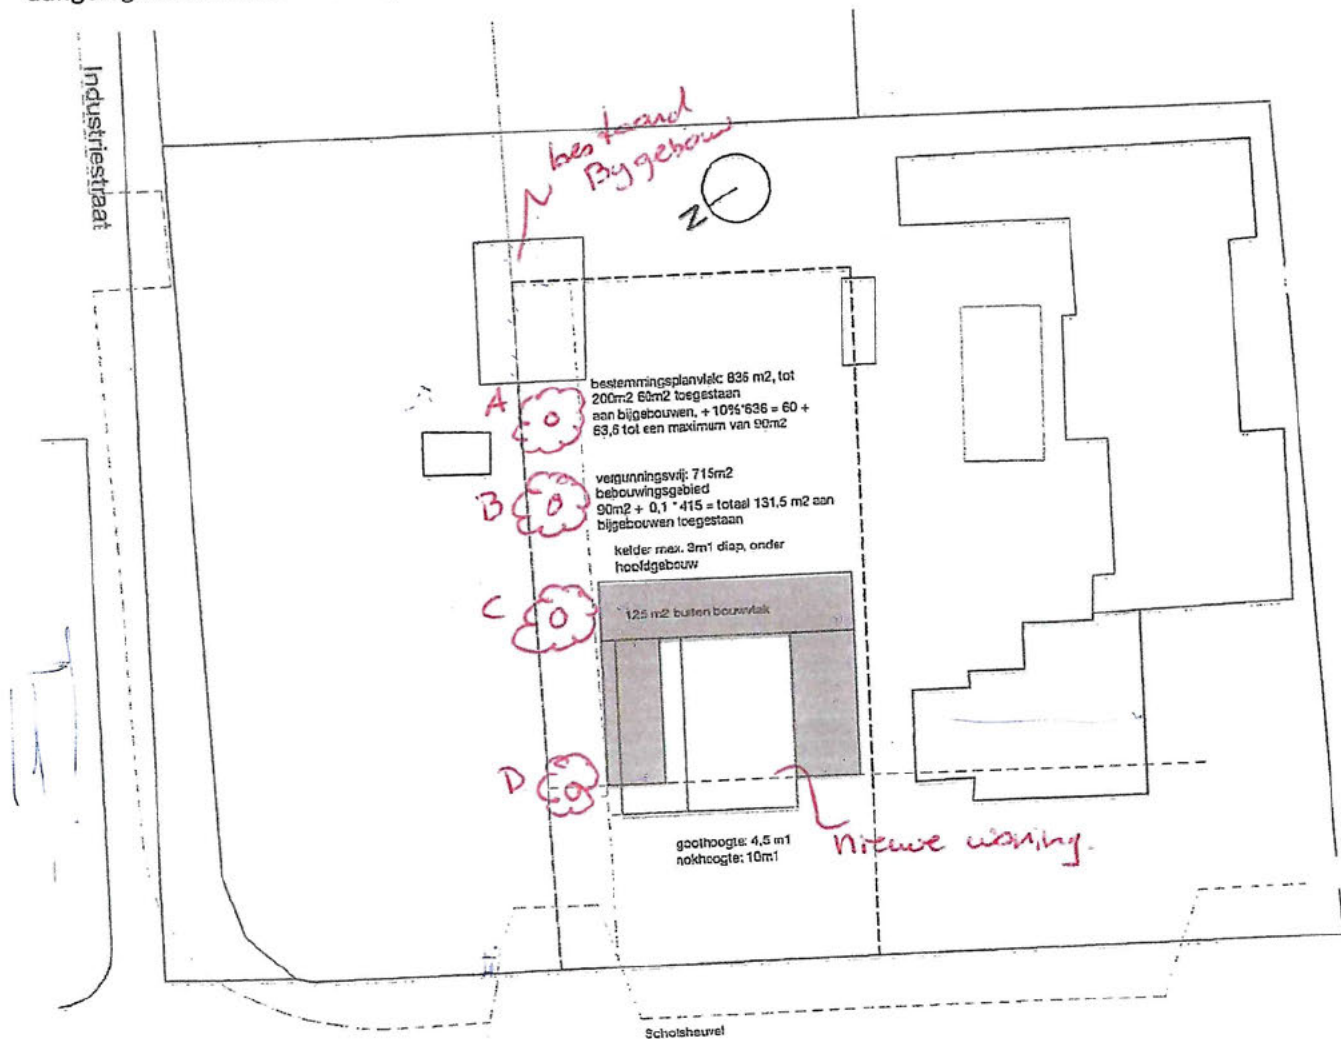 Industriestraat
bestaand
Bygebouw
N
A
bestemmingsplanvlak: 836 m2, tot
200m2 60m2 toegestaan
aan bijgebouwen, + 10%*636 = 60 +
63,6 tot een maximum van 90m2
B
vergunningsvrij: 715m2
bebouwingsgebied
90m2 + 0,1 * 415 = totaal 131,5 m2 aan
bijgebouwen toegestaan
kelder max. 3m1 diep, onder
hoofdgebouw
C
125 m2 buiten bouwvlak
D
goothoogte: 4,5 m1
nokhoogte: 10m1
Nieuwe woning.
Scholsheuvel